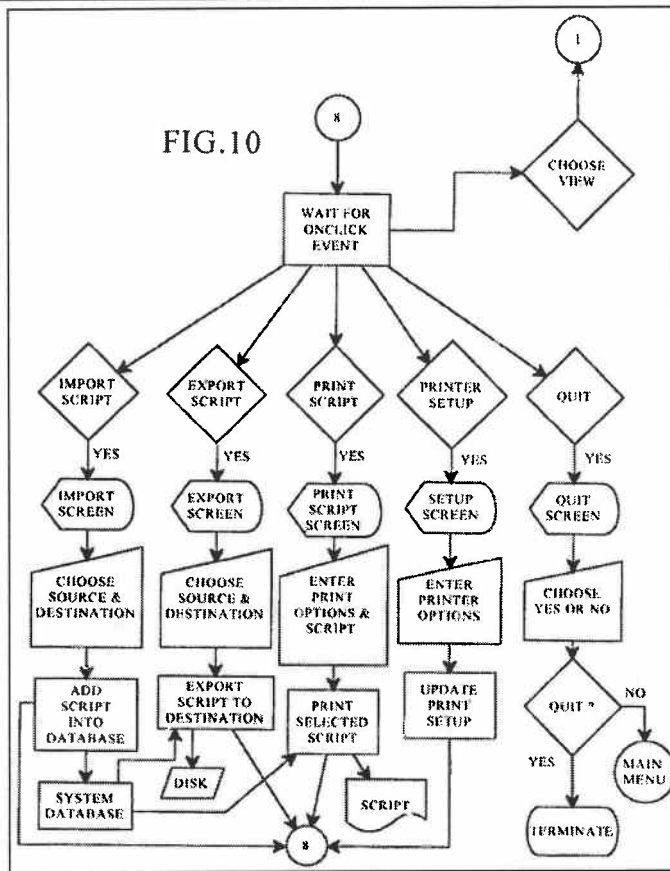 1
8
FIG.10
CHOOSE
VIEW
WAIT FOR
ONCLICK
EVENT
IMPORT
SCRIPT
EXPORT
SCRIPT
PRINT
SCRIPT
PRINTER
SETUP
QUIT
YES
YES
YES
YES
YES
IMPORT
SCREEN
EXPORT
SCREEN
PRINT
SCRIPT
SCREEN
SETUP
SCREEN
QUIT
SCREEN
CHOOSE
SOURCE &
DESTINATION
CHOOSE
SOURCE &
DESTINATION
ENTER
PRINT
OPTIONS &
SCRIPT
ENTER
PRINTER
OPTIONS
CHOOSE
YES OR NO
ADD
SCRIPT
INTO
DATABASE
EXPORT
SCRIPT TO
DESTINATION
PRINT
SELECTED
SCRIPT
UPDATE
PRINT
SETUP
QUIT ?
NO
YES
MAIN
MENU
SYSTEM
DATABASE
DISK
SCRIPT
8
TERMINATE